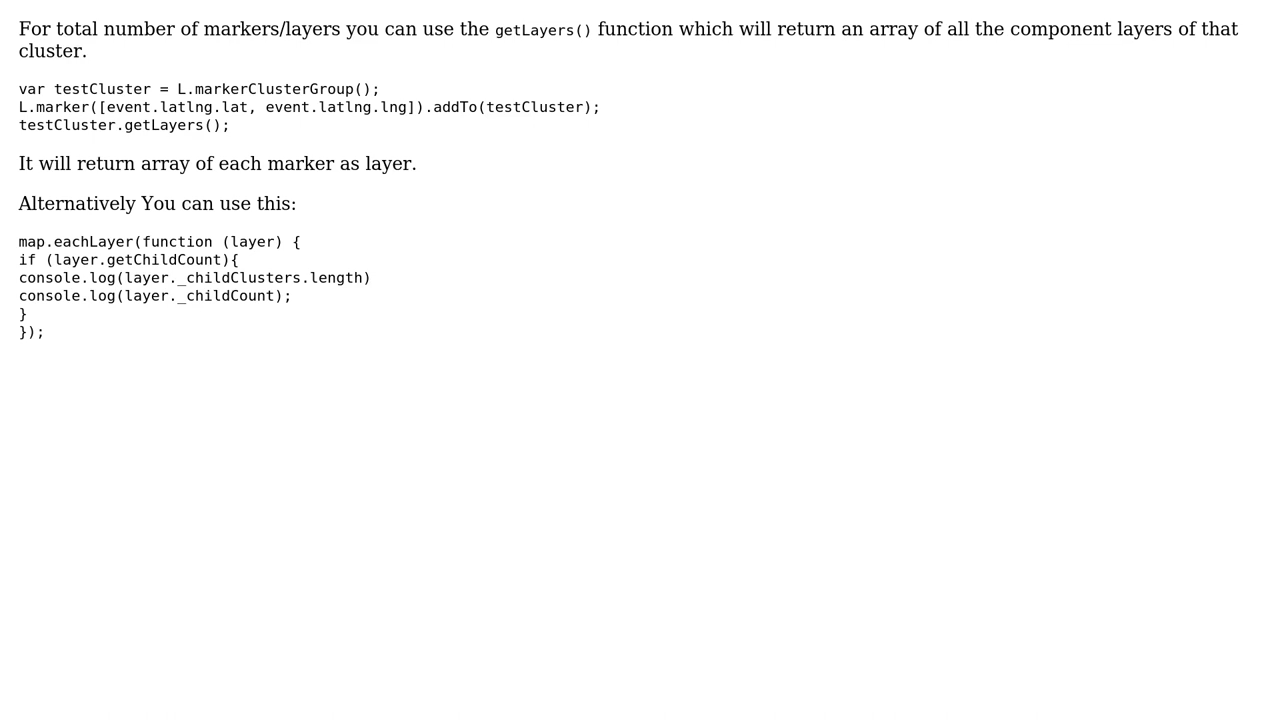 For total number of markers/layers you can use the getLayers() function which will return an array of all the component layers of that
cluster.
var testCluster = L.markerClusterGroup();
L.marker([event.latlng.lat, event.latlng.lng]).addTo(testCluster);
testCluster.getLayers();
It will return array of each marker as layer.
Alternatively You can use this:
map.eachLayer(function (layer) {
if (layer.getChildCount){
console.log(layer._childClusters.length)
console.log(layer._childCount);
}
});